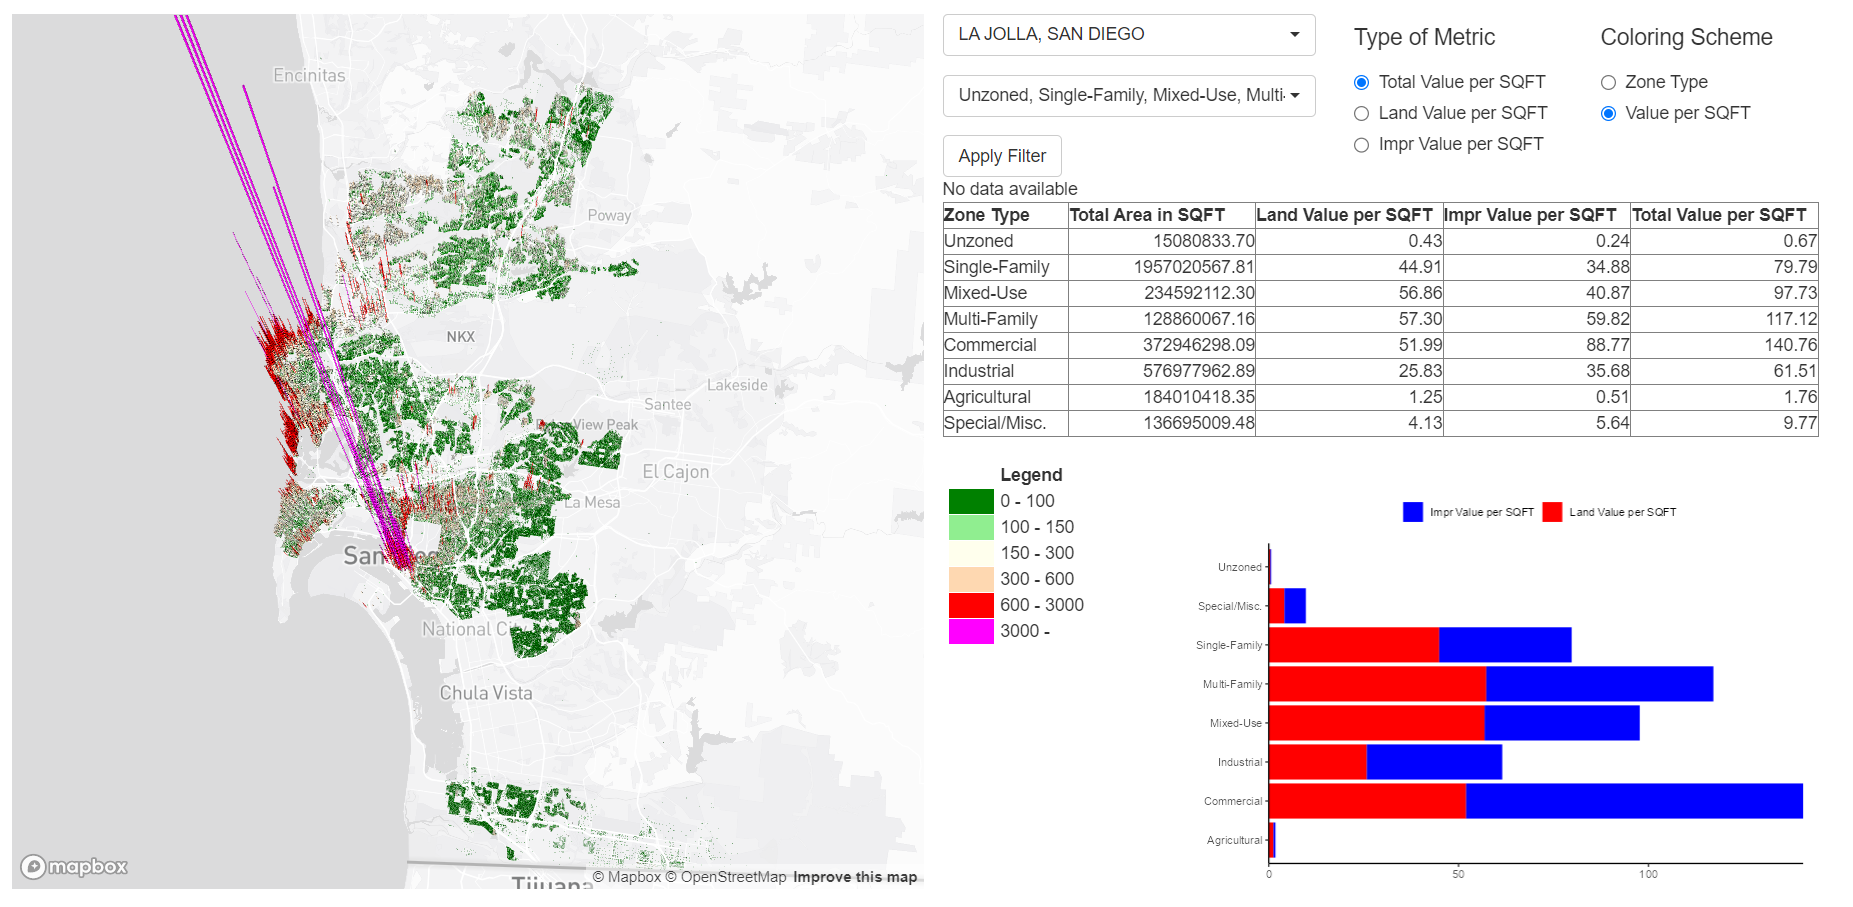 LA JOLLA, SAN DIEGO
Unzoned, Single-Family, Mixed-Use, Multi-
Apply Filter
Type of Metric
Total Value per SQFT
Land Value per SQFT
Impr Value per SQFT
Coloring Scheme
Zone Type
Value per SQFT
No data available
Zone Type Total Area in SQFT Land Value per SQFT Impr Value per SQFT Total Value per SQFT
Unzoned 15080833.70 0.43 0.24 0.67
Single-Family 1957020567.81 44.91 34.88 79.79
Mixed-Use 234592112.30 56.86 40.87 97.73
Multi-Family 128860067.16 57.30 59.82 117.12
Commercial 372946298.09 51.99 88.77 140.76
Industrial 576977962.89 25.83 35.68 61.51
Agricultural 184010418.35 1.25 0.51 1.76
Special/Misc. 136695009.48 4.13 5.64 9.77
Legend
0 - 100
100 - 150
150 - 300
300 - 600
600 - 3000
3000 -
Impr Value per SQFT Land Value per SQFT
Unzoned
Special/Misc.
Single-Family
Multi-Family
Mixed-Use
Industrial
Commercial
Agricultural
0 50 100
Encinitas
Poway
NKX
Lakeside
Santee
View Peak
El Cajon
La Mesa
San
National City
Chula Vista
Tijuana
mapbox
© Mapbox © OpenStreetMap Improve this map